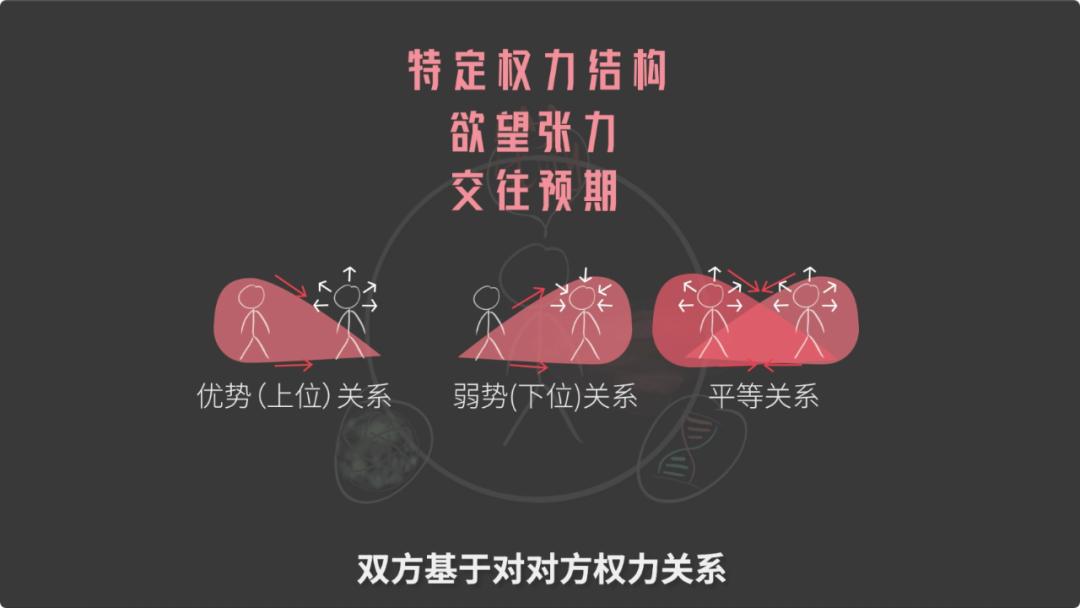 特定权力结构
欲望张力
交往预期
优势(上位)关系
弱势(下位)关系
平等关系
双方基于对对方权力关系